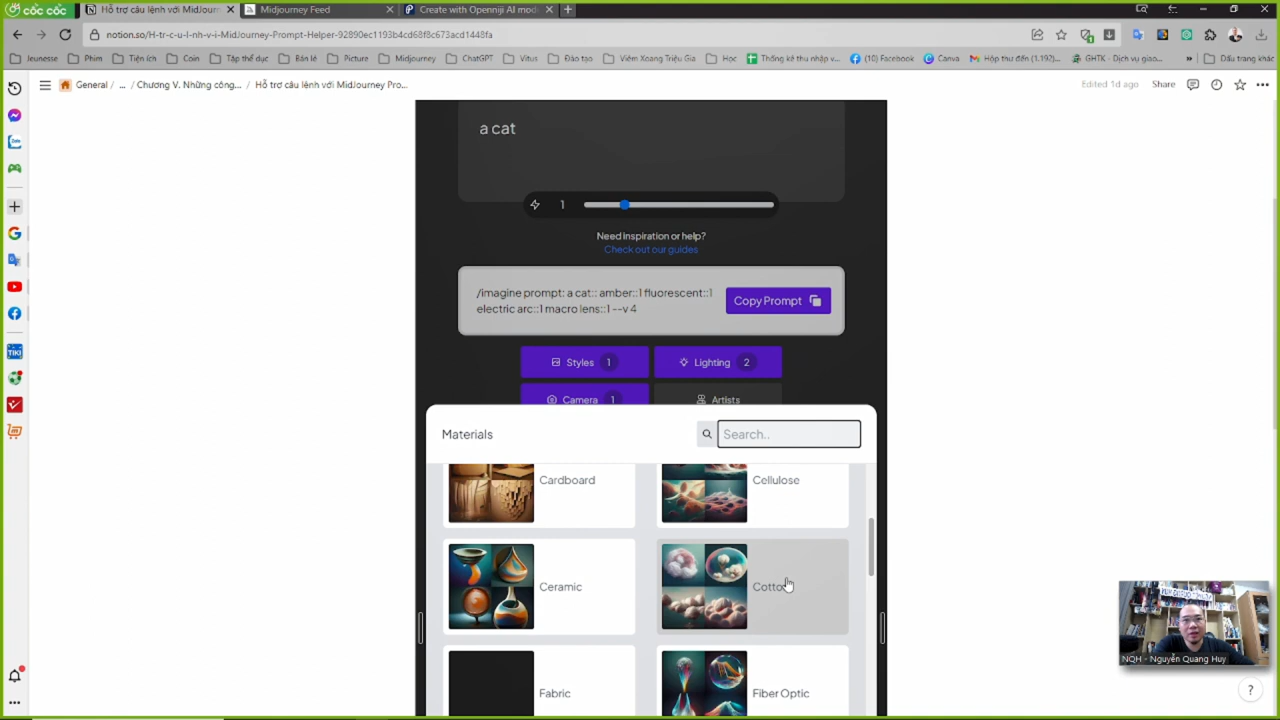 cốc cốc
Hỗ trợ câu lệnh với MidJourn
Midjourney Feed
Create with Openniji AI mod
notion.so/H-tr-c-u-l-nh-v-i-MidJourney-Prompt-Helper-92890ec1193b4cd68f8c673acd1448fa
Jeunesse
Phim
Tiện ích
Coin
Tập thể dục
Bán lẻ
Picture
Midjourney
ChatGPT
Vitus
Đào tạo
Viêm Xoang Triệu Gia
Học
Thống kê thu nhập v...
(10) Facebook
Canva
Hộp thư đến (1.192)...
GHTK - Dịch vụ giao...
Dấu trang khác
General / ... / Chương V. Những công... / Hỗ trợ câu lệnh với MidJourney Pro...
Edited 1d ago
Share
a cat
1
Need inspiration or help?
Check out our guides
/imagine prompt: a cat:: amber::1 fluorescent::1
electric arc::1 macro lens::1 --v 4
Copy Prompt
Styles 1
Lighting 2
Camera 1
Artists
Materials
Search..
Cardboard
Cellulose
Ceramic
Cotto
Fabric
Fiber Optic
Zalo
TIKI
NQH - Nguyễn Quang Huy
?